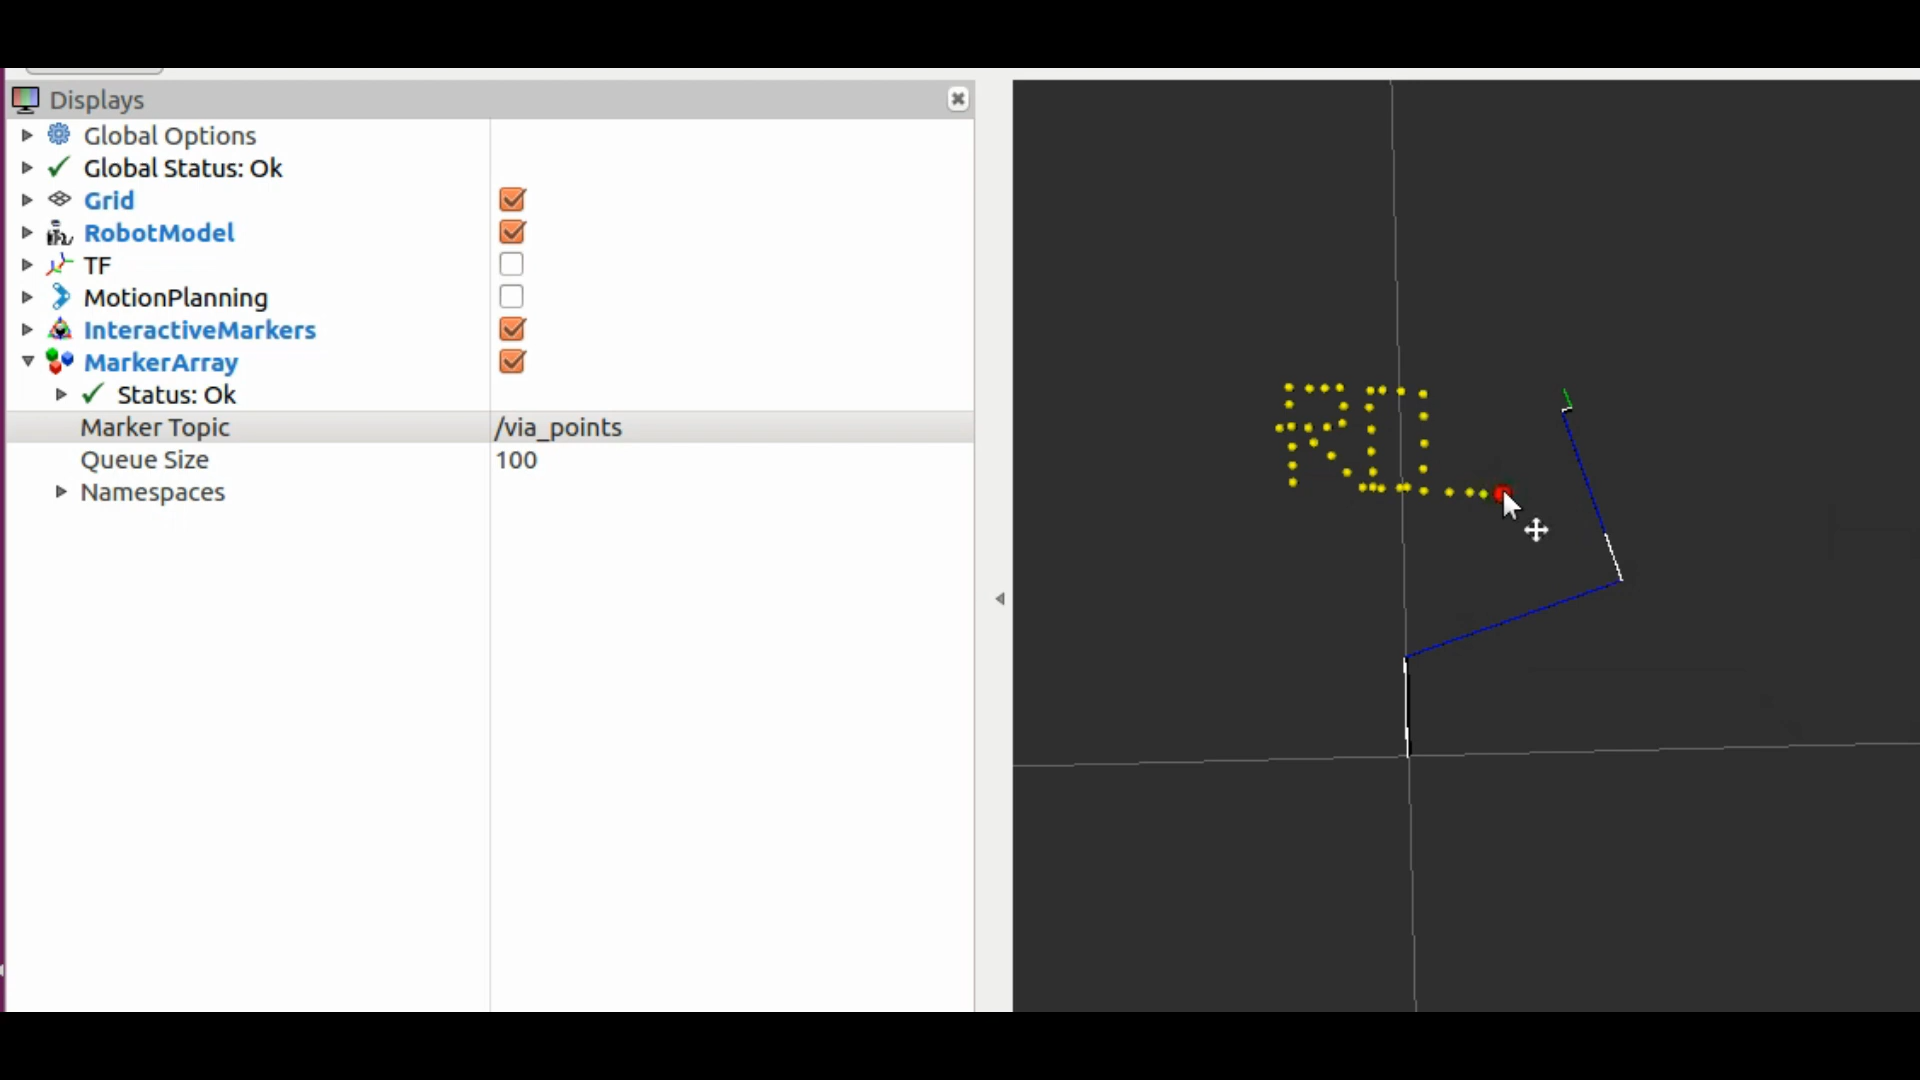 Displays
Global Options
Global Status: Ok
Grid
RobotModel
TF
MotionPlanning
InteractiveMarkers
MarkerArray
Status: Ok
Marker Topic /via_points
Queue Size 100
Namespaces